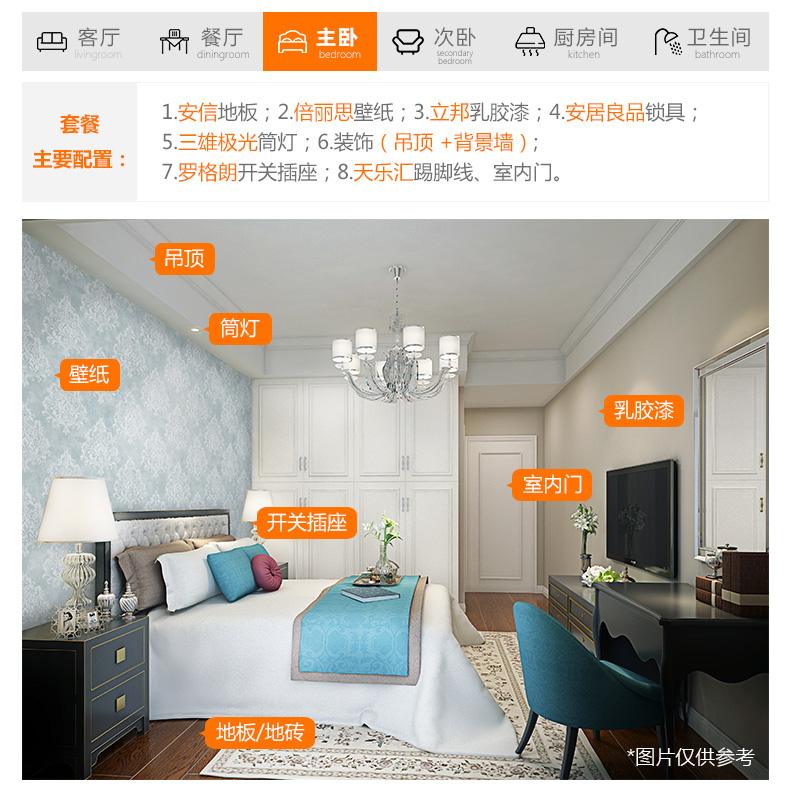 客厅
livingroom
餐厅
diningroom
主卧
bedroom
次卧
secondary
bedroom
厨房间
kitchen
卫生间
bathroom
套餐
主要配置：
1.安信地板；2.倍丽思壁纸；3.立邦乳胶漆；4.安居良品锁具；
5.三雄极光筒灯；6.装饰（吊顶 +背景墙）；
7.罗格朗开关插座；8.天乐汇踢脚线、室内门。
吊顶
筒灯
壁纸
乳胶漆
室内门
开关插座
地板/地砖
*图片仅供参考